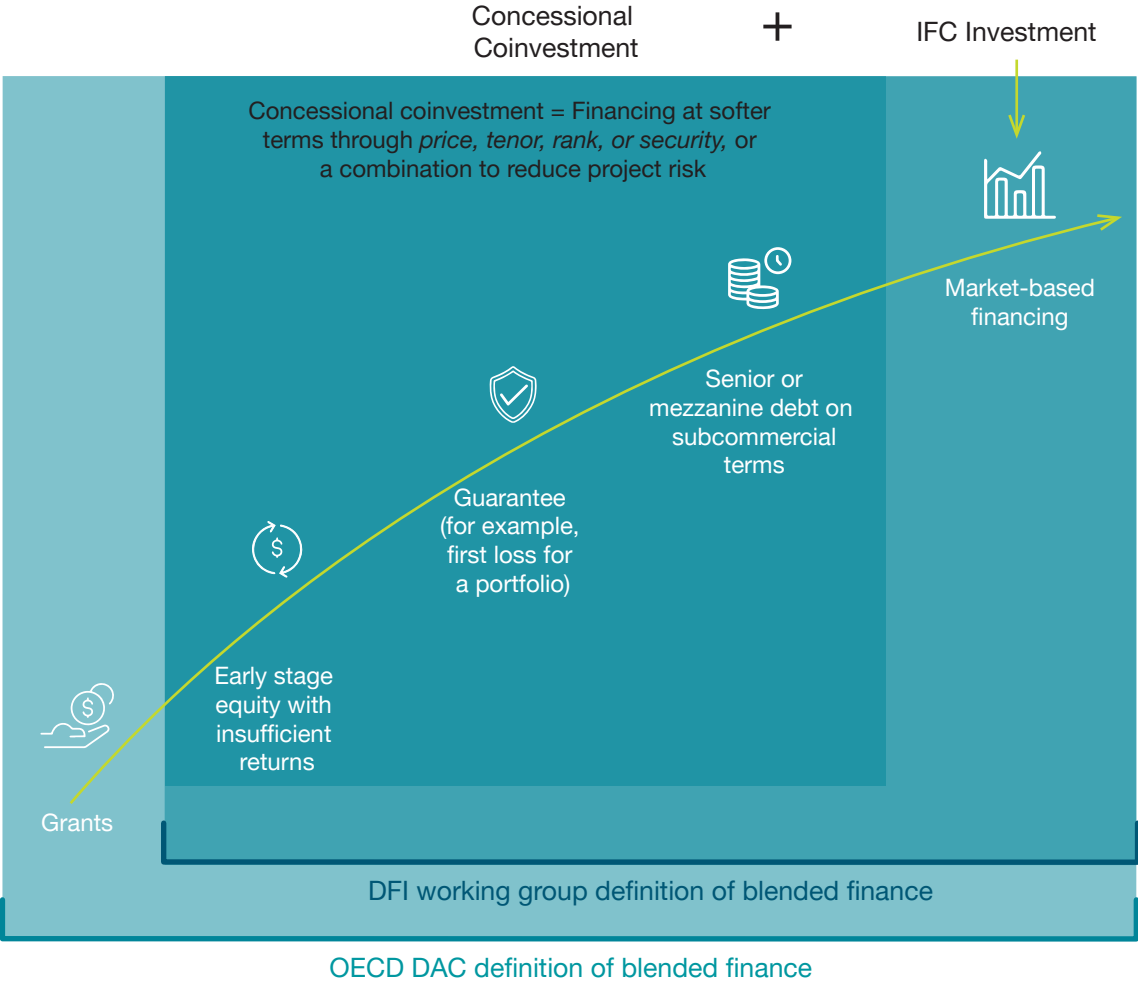 Concessional
Coinvestment
+
IFC Investment
Concessional coinvestment = Financing at softer
terms through price, tenor, rank, or security, or
a combination to reduce project risk
Market-based
financing
Senior or
mezzanine debt on
subcommercial
terms
Guarantee
(for example,
first loss for
a portfolio)
$
Early stage
equity with
insufficient
returns
$
Grants
DFI working group definition of blended finance
OECD DAC definition of blended finance